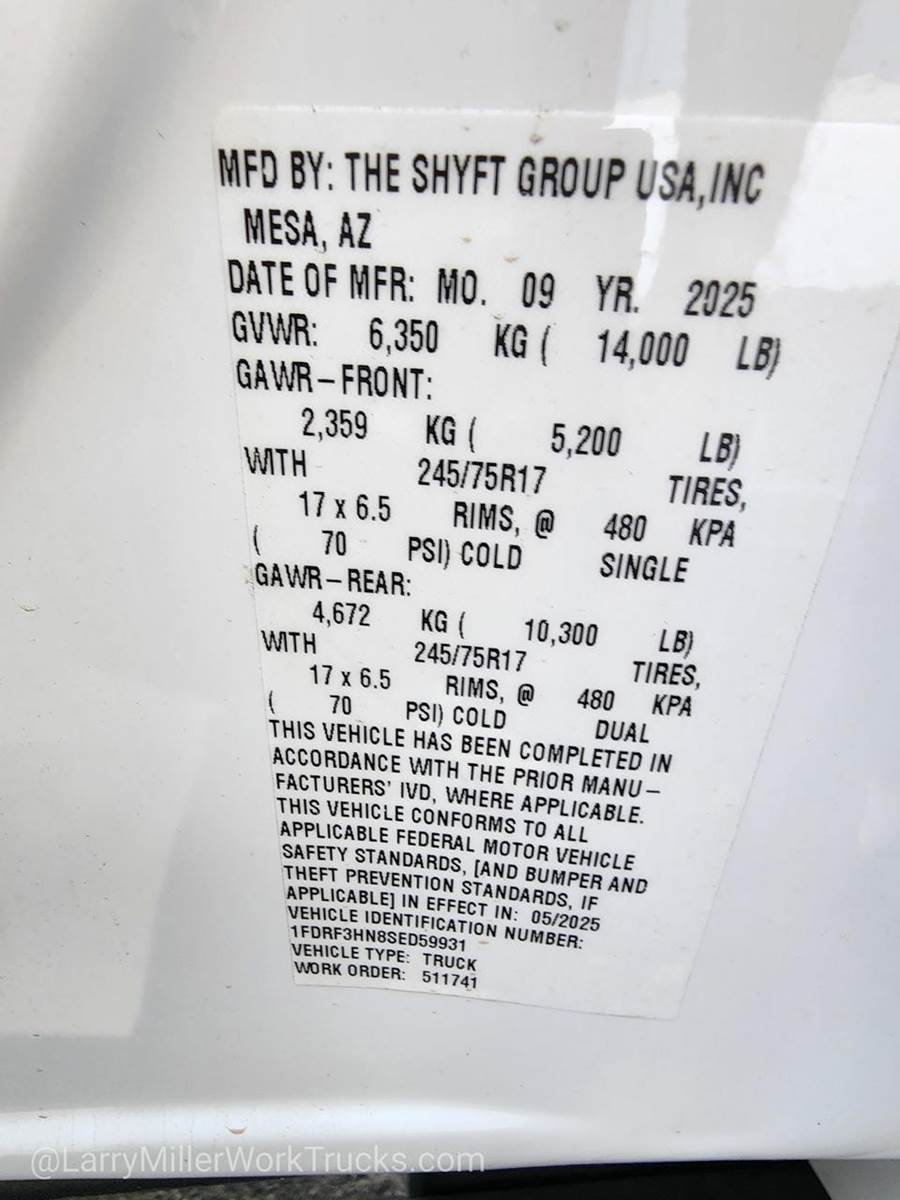 MFD BY: THE SHYFT GROUP USA,INC
MESA, AZ
DATE OF MFR: MO. 09 YR. 2025
GVWR: 6,350 KG ( 14,000 LB)
GAWR-FRONT:
2,359 KG ( 5,200 LB)
WITH 245/75R17 TIRES,
17 x 6.5 RIMS, @ 480 KPA
( 70 PSI) COLD SINGLE
GAWR-REAR:
4,672 KG ( 10,300 LB)
WITH 245/75R17 TIRES,
17 x 6.5 RIMS, @ 480 KPA
( 70 PSI) COLD DUAL
THIS VEHICLE HAS BEEN COMPLETED IN
ACCORDANCE WITH THE PRIOR MANU-
FACTURERS' IVD, WHERE APPLICABLE.
THIS VEHICLE CONFORMS TO ALL
APPLICABLE FEDERAL MOTOR VEHICLE
SAFETY STANDARDS, [AND BUMPER AND
THEFT PREVENTION STANDARDS, IF
APPLICABLE] IN EFFECT IN: 05/2025
VEHICLE IDENTIFICATION NUMBER:
1FDRF3HN8SED59931
VEHICLE TYPE: TRUCK
WORK ORDER: 511741
@LarryMillerWorkTrucks.com